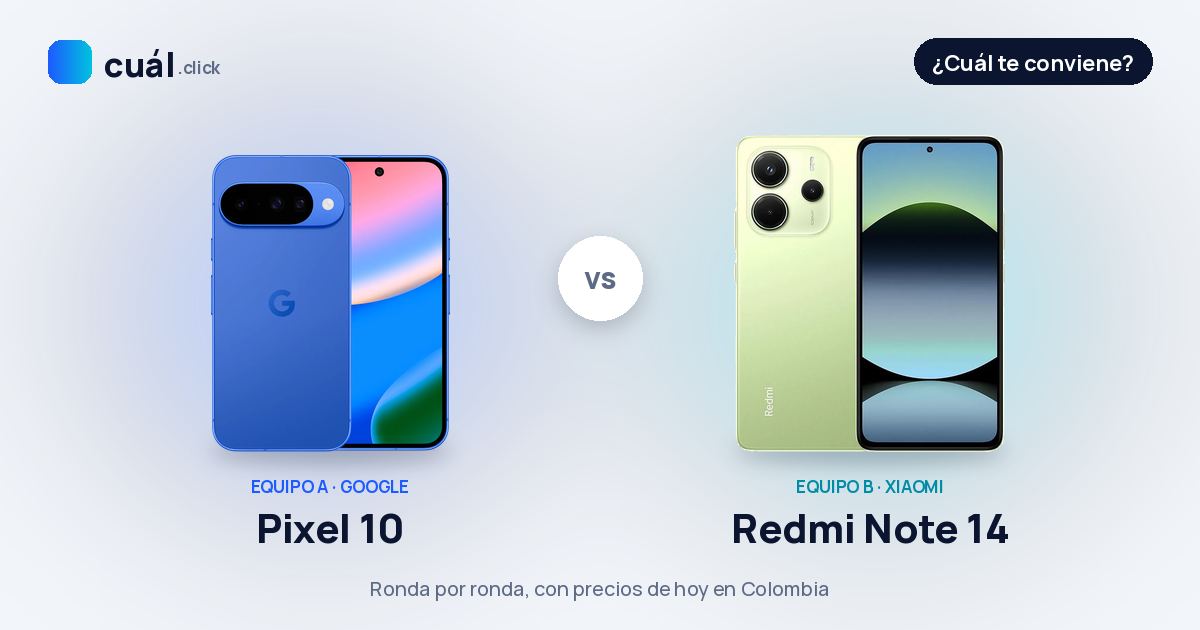 cuál.click
¿Cuál te conviene?
G
Redmi
VS
EQUIPO A · GOOGLE
Pixel 10
EQUIPO B · XIAOMI
Redmi Note 14
Ronda por ronda, con precios de hoy en Colombia